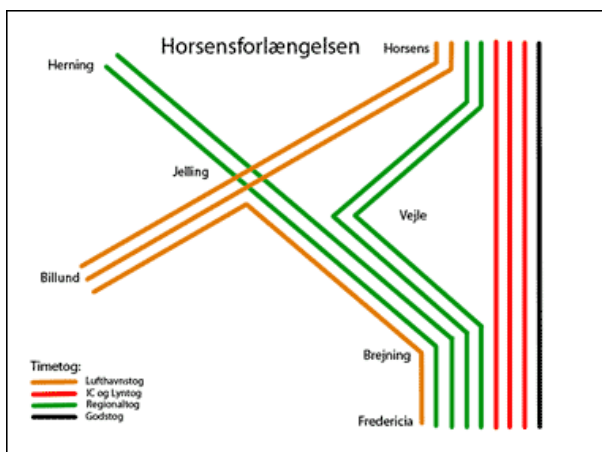 Horsensforlængelsen
Horsens
Herning
Jelling
Vejle
Billund
Brejning
Fredericia
Timetog:
Lufthavnstog
IC og Lyntog
Regionaltog
Godstog